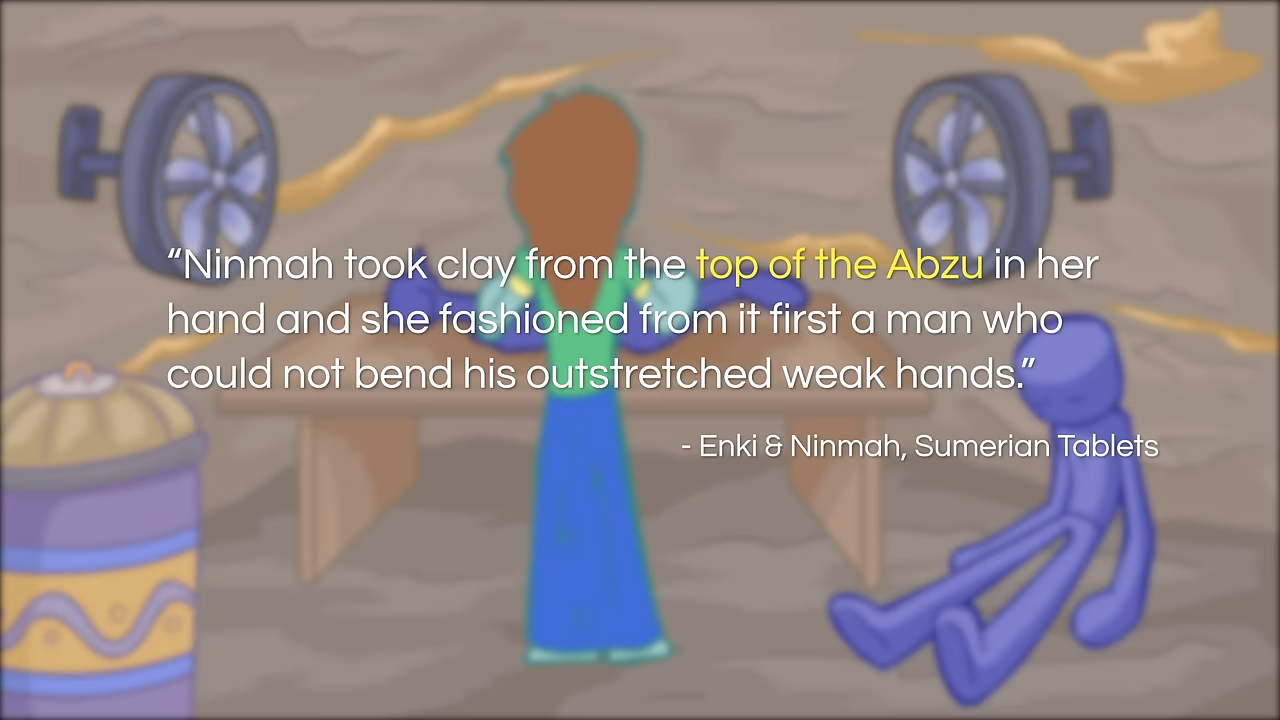 “Ninmah took clay from the top of the Abzu in her
hand and she fashioned from it first a man who
could not bend his outstretched weak hands.”
- Enki & Ninmah, Sumerian Tablets